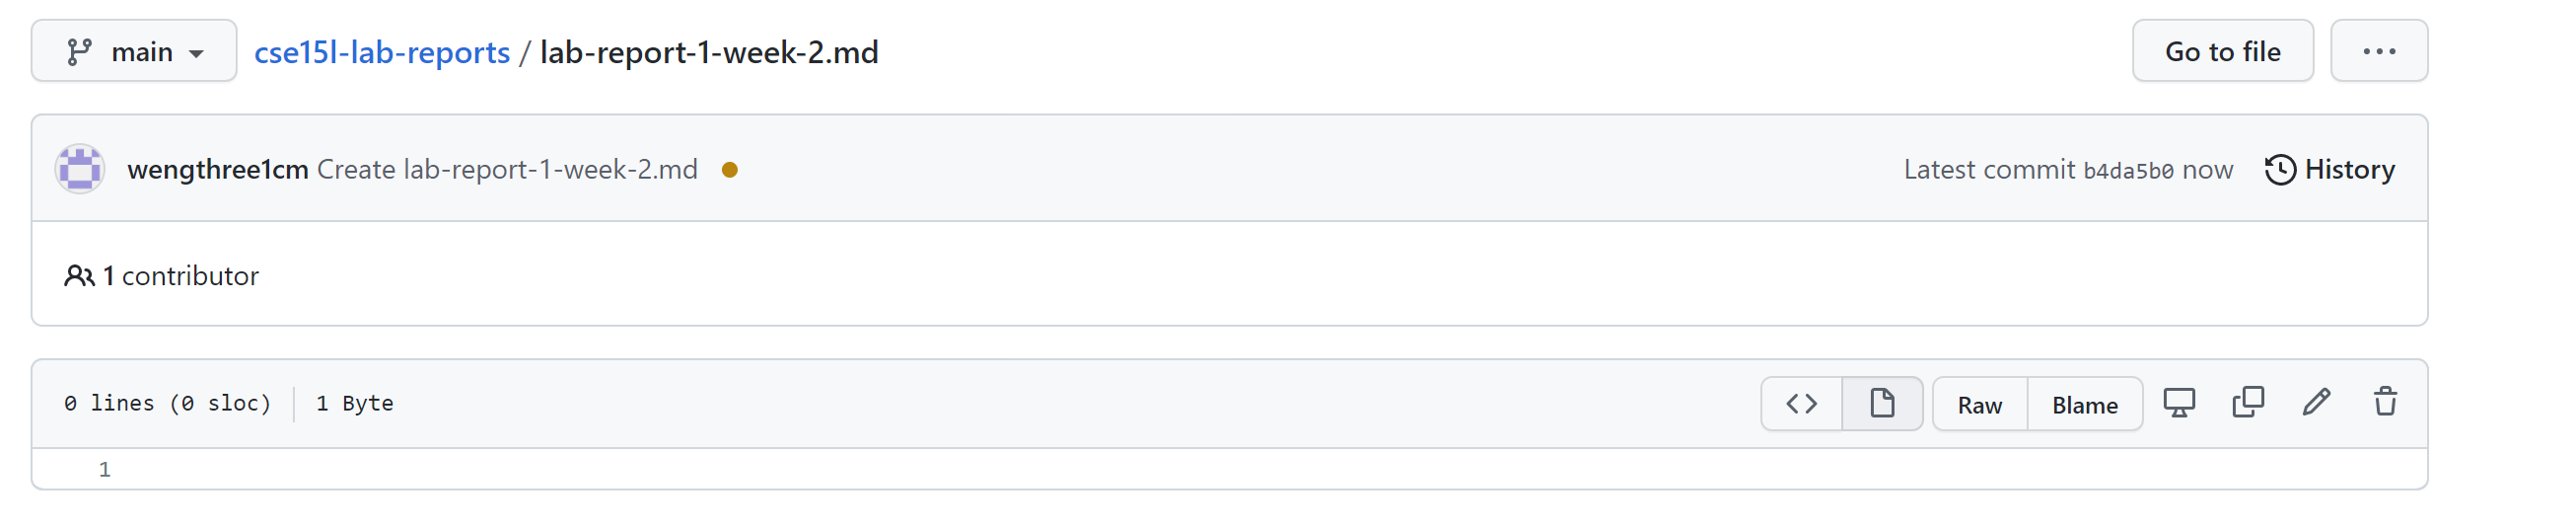 main cse15l-lab-reports / lab-report-1-week-2.md Go to file ...
wengthree1cm Create lab-report-1-week-2.md Latest commit b4da5b0 now History
1 contributor
0 lines (0 sloc) 1 Byte <> Raw Blame
1